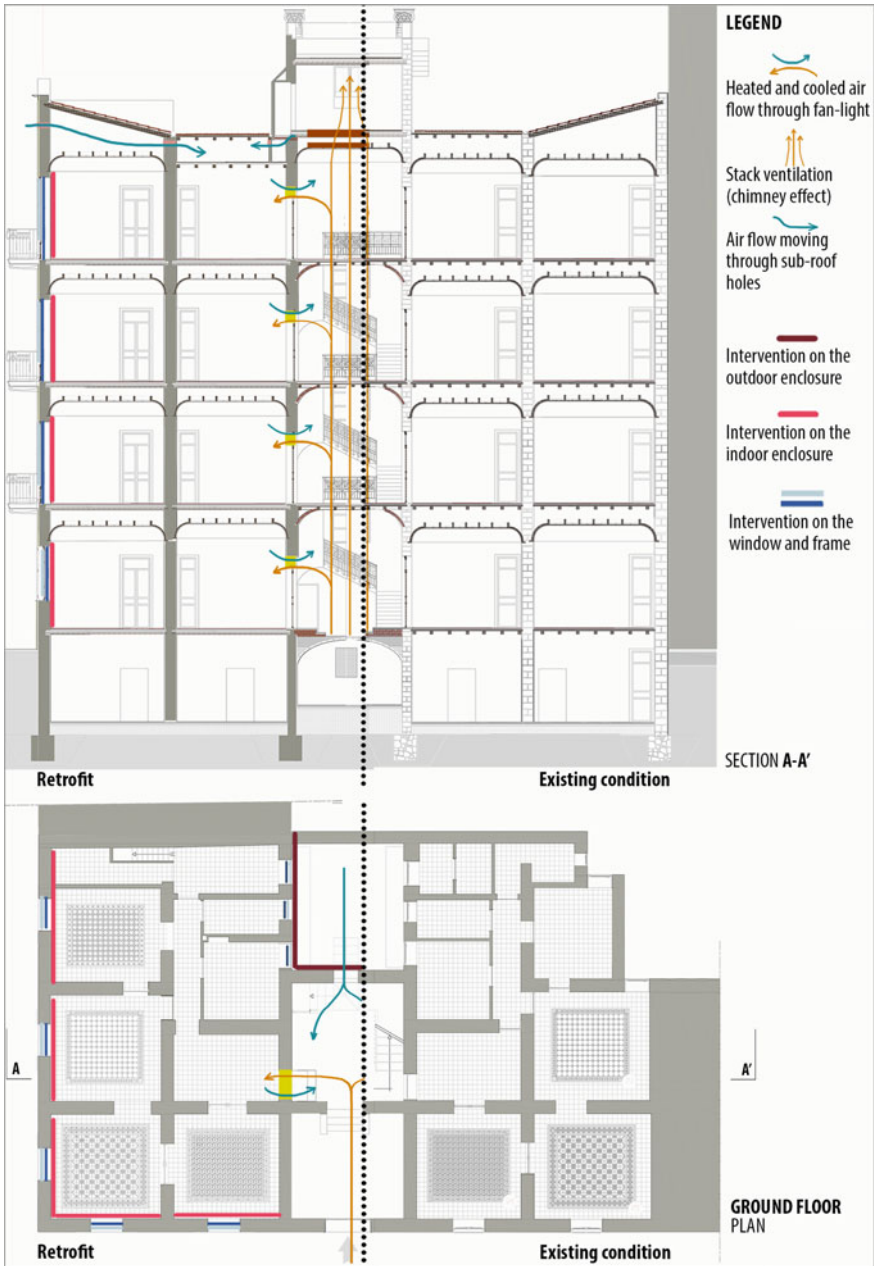 LEGEND
Heated and cooled air
flow through fan-light
Stack ventilation
(chimney effect)
Air flow moving
through sub-roof
holes
Intervention on the
outdoor enclosure
Intervention on the
indoor enclosure
Intervention on the
window and frame
SECTION A-A’
Retrofit
Existing condition
A
A’
GROUND FLOOR
PLAN
Retrofit
Existing condition